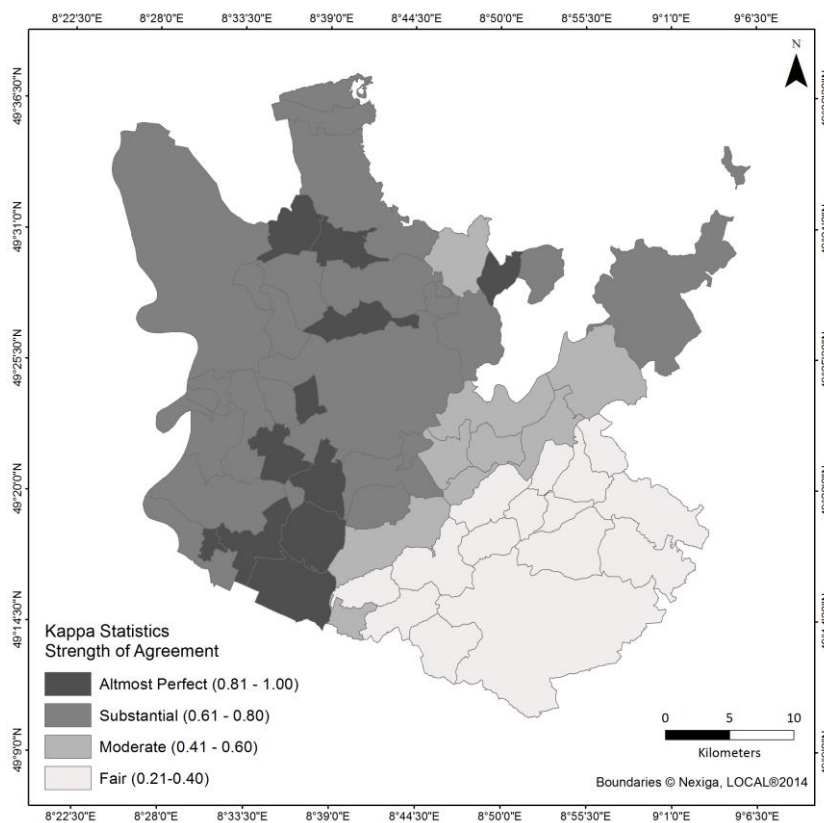 8°22'30"E 8°28'0"E 8°33'30"E 8°39'0"E 8°44'30"E 8°50'0"E 8°55'30"E 9°1'0"E 9°6'30"E
N
49°36'30"N
49°31'0"N
49°25'30"N
49°20'0"N
49°14'30"N
49°9'0"N
Kappa Statistics
Strength of Agreement
Altmost Perfect (0.81 - 1.00)
Substantial (0.61 - 0.80)
Moderate (0.41 - 0.60)
Fair (0.21-0.40)
0 5 10
Kilometers
Boundaries © Nexiga, LOCAL®2014
8°22'30"E 8°28'0"E 8°33'30"E 8°39'0"E 8°44'30"E 8°50'0"E 8°55'30"E 9°1'0"E 9°6'30"E